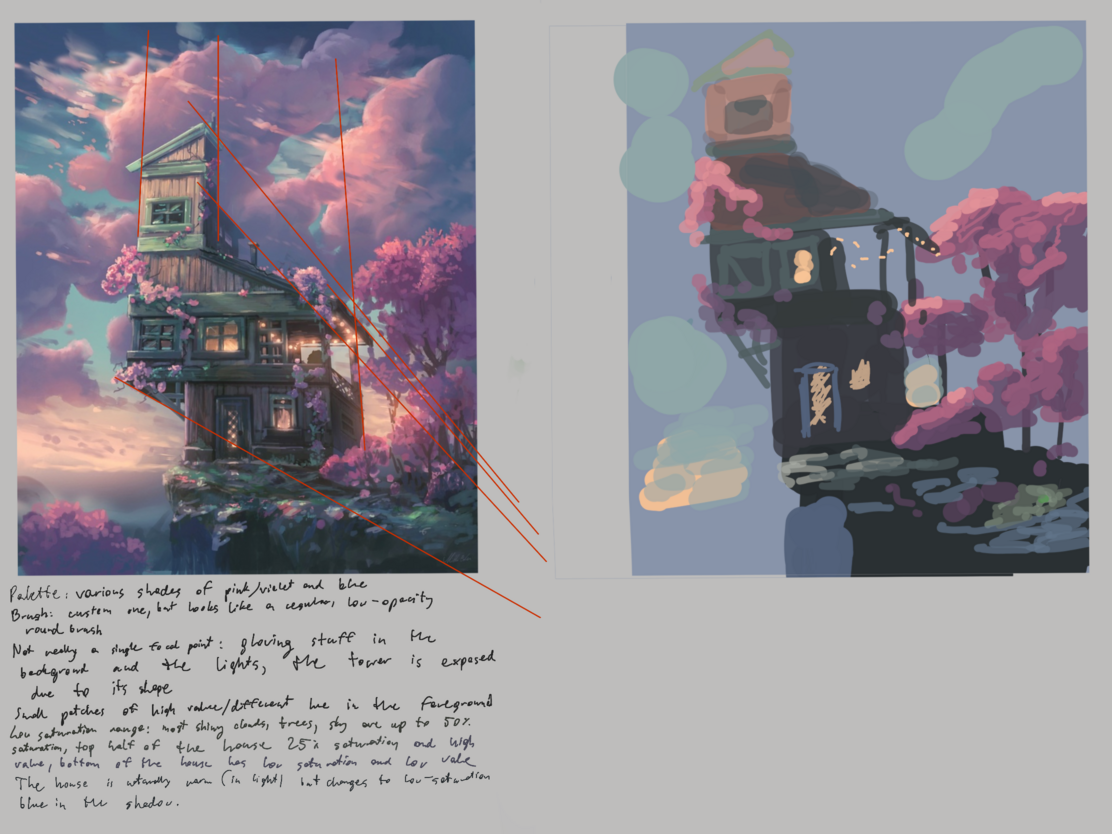 Palette: various shades of pink/violet and blue
Brush: custom one, but looks like a regular, low-opacity
round brush
Not really a single focal point: glowing stuff in the
background and the lights, the tower is exposed
due to its shape
Small patches of high value/different hue in the foreground
Low saturation range: most shiny clouds, trees, sky are up to 50%
saturation, top half of the house 25% saturation and high
value, bottom of the house has low saturation and low value
The house is naturally warm (in light) but changes to low-saturation
blue in the shadow.